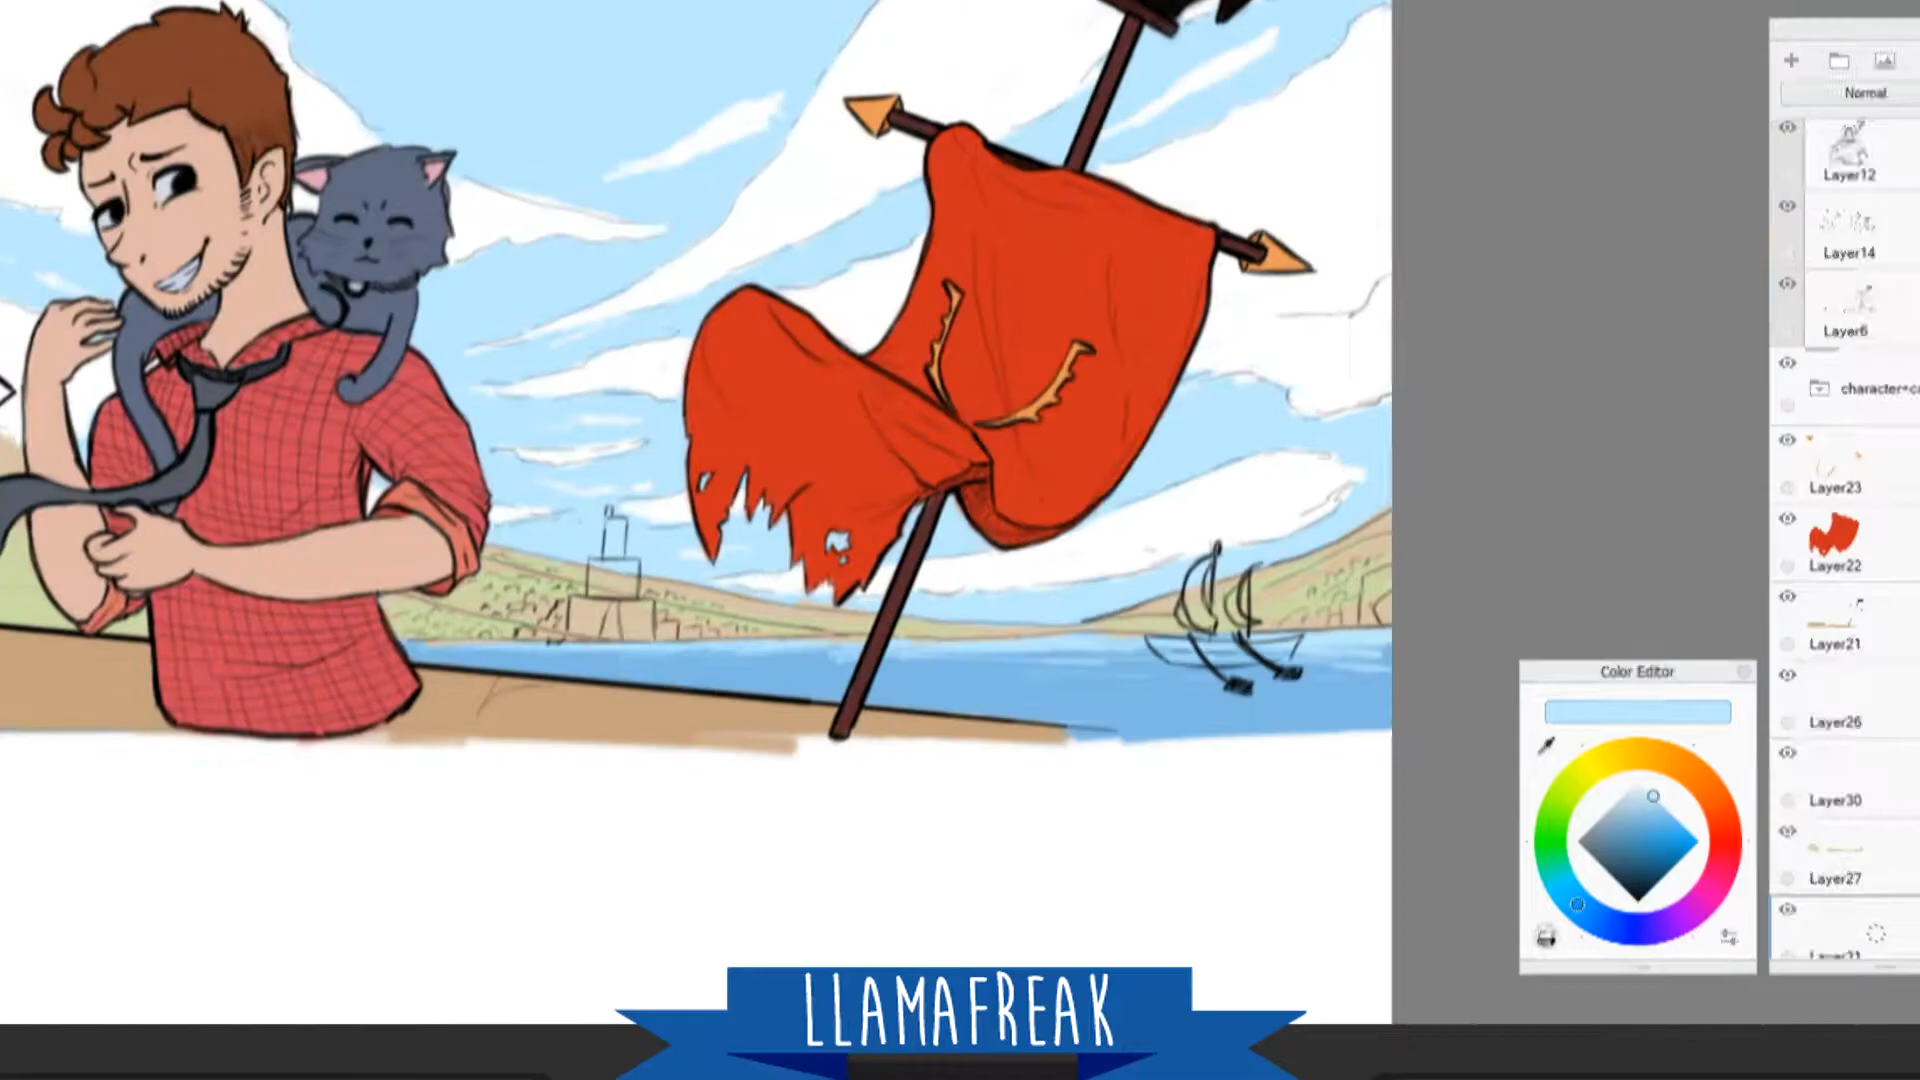 Normal
Layer12
Layer14
Layer6
character+c
Layer23
Layer22
Layer21
Layer26
Layer30
Layer27
Color Editor
LLAMAFREAK